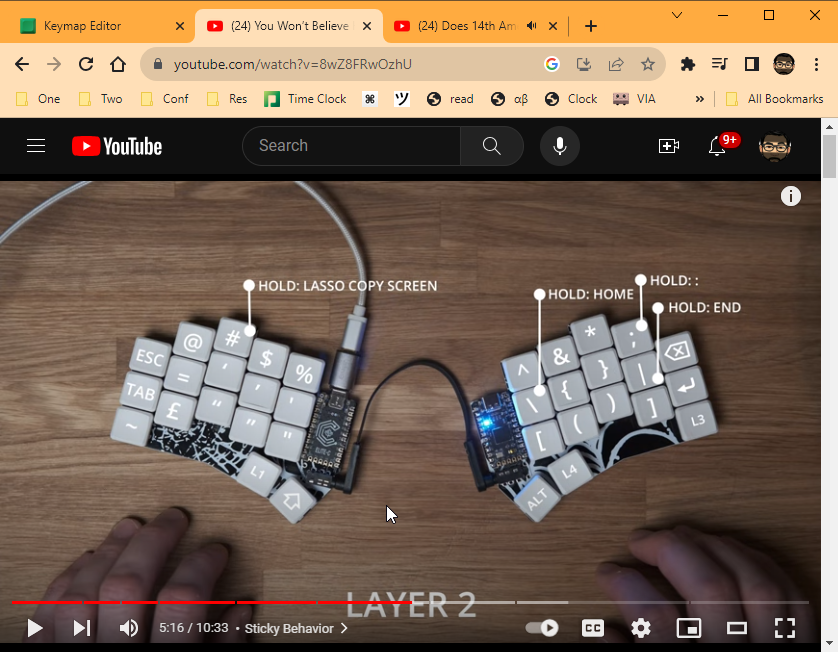 Keymap Editor
(24) You Won't Believe
(24) Does 14th Am
youtube.com/watch?v=8wZ8FRwOzhU
One
Two
Conf
Res
Time Clock
⌘
ツ
read
αβ
Clock
VIA
»
All Bookmarks
YouTube
Search
9+
HOLD: LASSO COPY SCREEN
HOLD: HOME
HOLD: :
HOLD: END
ESC @ # $ %
TAB = ‘ ’ '
~ £ “ ” "
L1
^ & * ;
\ { } |
[ ( ) ] L3
ALT L4
LAYER 2
5:16 / 10:33 • Sticky Behavior
CC